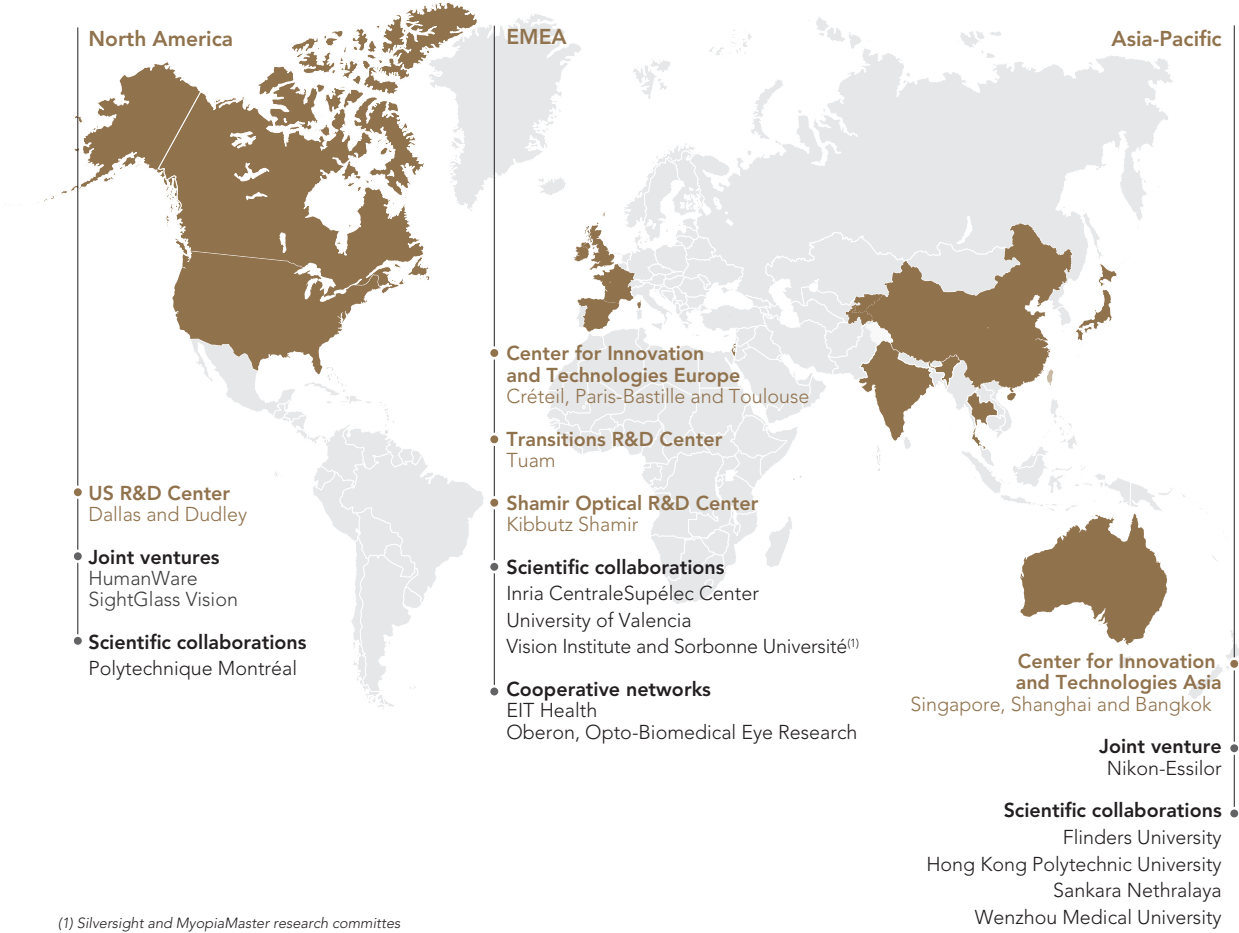 North America
US R&D Center
Dallas and Dudley
Joint ventures
HumanWare
SightGlass Vision
Scientific collaborations
Polytechnique Montréal
EMEA
Center for Innovation
and Technologies Europe
Créteil, Paris-Bastille and Toulouse
Transitions R&D Center
Tuam
Shamir Optical R&D Center
Kibbutz Shamir
Scientific collaborations
Inria CentraleSupélec Center
University of Valencia
Vision Institute and Sorbonne Université(1)
Cooperative networks
EIT Health
Oberon, Opto-Biomedical Eye Research
Asia-Pacific
Center for Innovation
and Technologies Asia
Singapore, Shanghai and Bangkok
Joint venture
Nikon-Essilor
Scientific collaborations
Flinders University
Hong Kong Polytechnic University
Sankara Nethralaya
Wenzhou Medical University
(1) Silversight and MyopiaMaster research committes